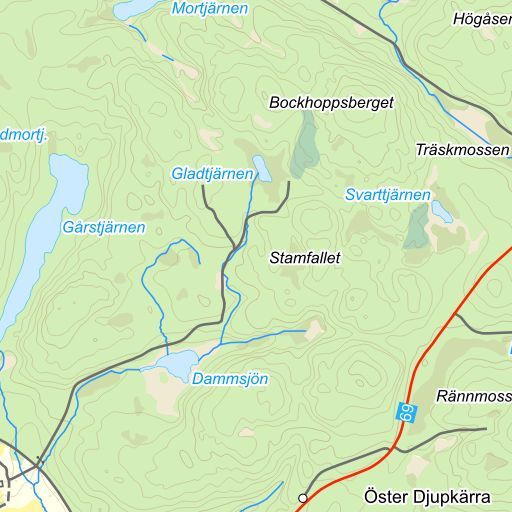 Mortjärnen
Högåsen
Bockhoppsberget
dmortj.
Träskmossen
Gladtjärnen
Svarttjärnen
Gårstjärnen
Stamfallet
Dammsjön
Rännmoss
69
Öster Djupkärra